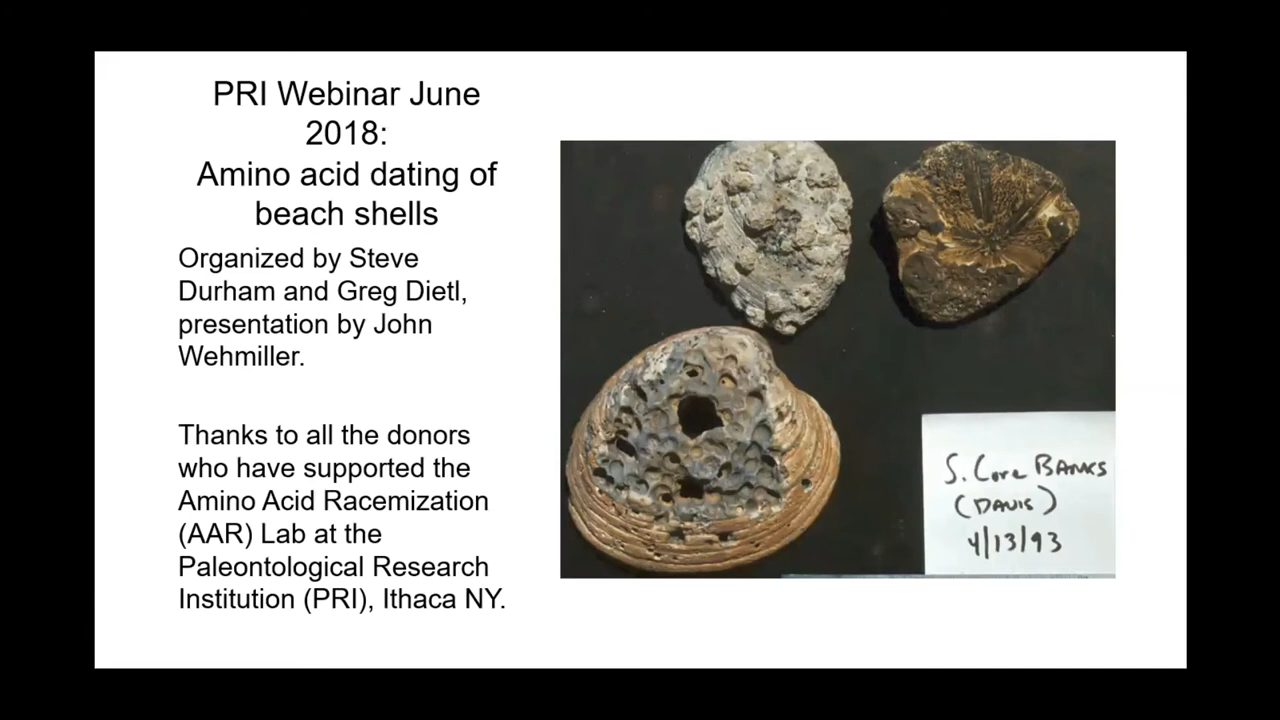 PRI Webinar June
2018:
Amino acid dating of
beach shells
Organized by Steve
Durham and Greg Dietl,
presentation by John
Wehmiller.
Thanks to all the donors
who have supported the
Amino Acid Racemization
(AAR) Lab at the
Paleontological Research
Institution (PRI), Ithaca NY.
S. Core BANKS
(DAVIS)
4/13/93